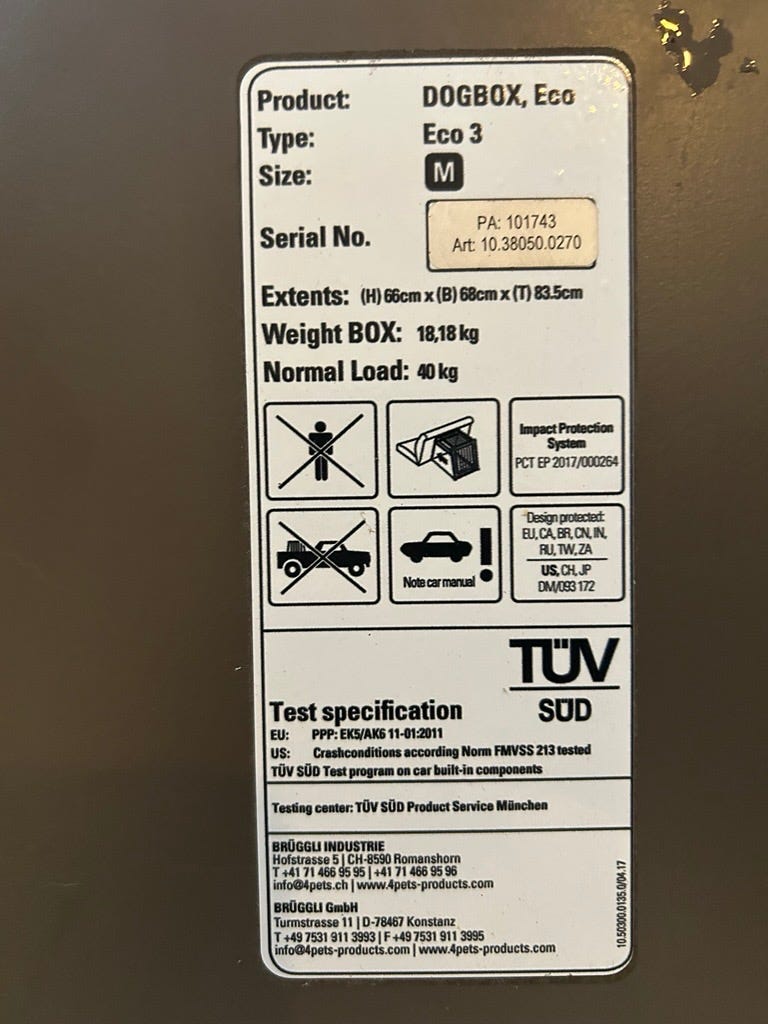 Product: DOGBOX, Eco
Type: Eco 3
Size: M
Serial No. PA: 101743
Art: 10.38050.0270
Extents: (H) 66cm x (B) 68cm x (T) 83.5cm
Weight BOX: 18,18 kg
Normal Load: 40 kg
Impact Protection
System
PCT EP 2017/000264
Note car manual
Design protected:
EU, CA, BR, CN, IN,
RU, TW, ZA
US, CH, JP
DM/093 172
TÜV
SÜD
Test specification
EU: PPP: EK5/AK6 11-01:2011
US: Crashconditions according Norm FMVSS 213 tested
TÜV SÜD Test program on car built-in components
Testing center: TÜV SÜD Product Service München
BRÜGGLI INDUSTRIE
Hofstrasse 5 | CH-8590 Romanshorn
T +41 71 466 95 95 | +41 71 466 95 96
info@4pets.ch | www.4pets-products.com
BRÜGGLI GmbH
Turmstrasse 11 | D-78467 Konstanz
T +49 7531 911 3993 | F +49 7531 911 3995
info@4pets-products.com | www.4pets-products.com
10.50300.0135.0/04.17